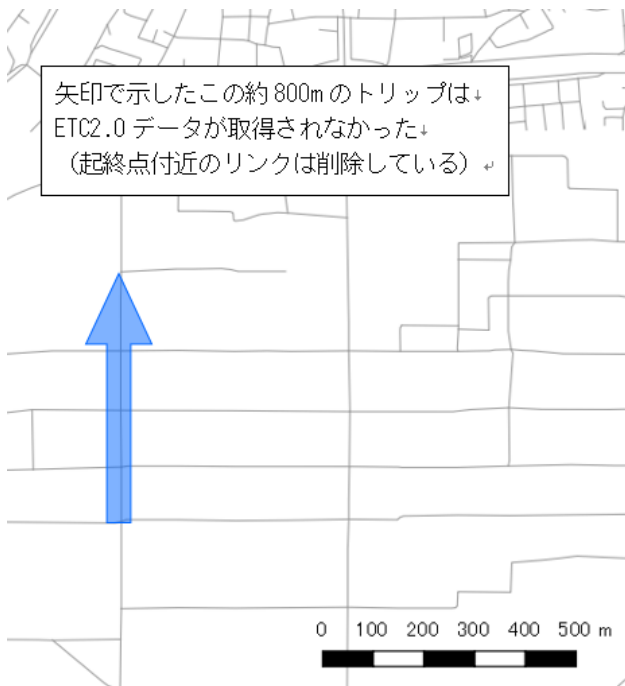 矢印で示したこの約800mのトリップは↓
ETC2.0データが取得されなかった↓
（起終点付近のリンクは削除している）↵
0 100 200 300 400 500 m